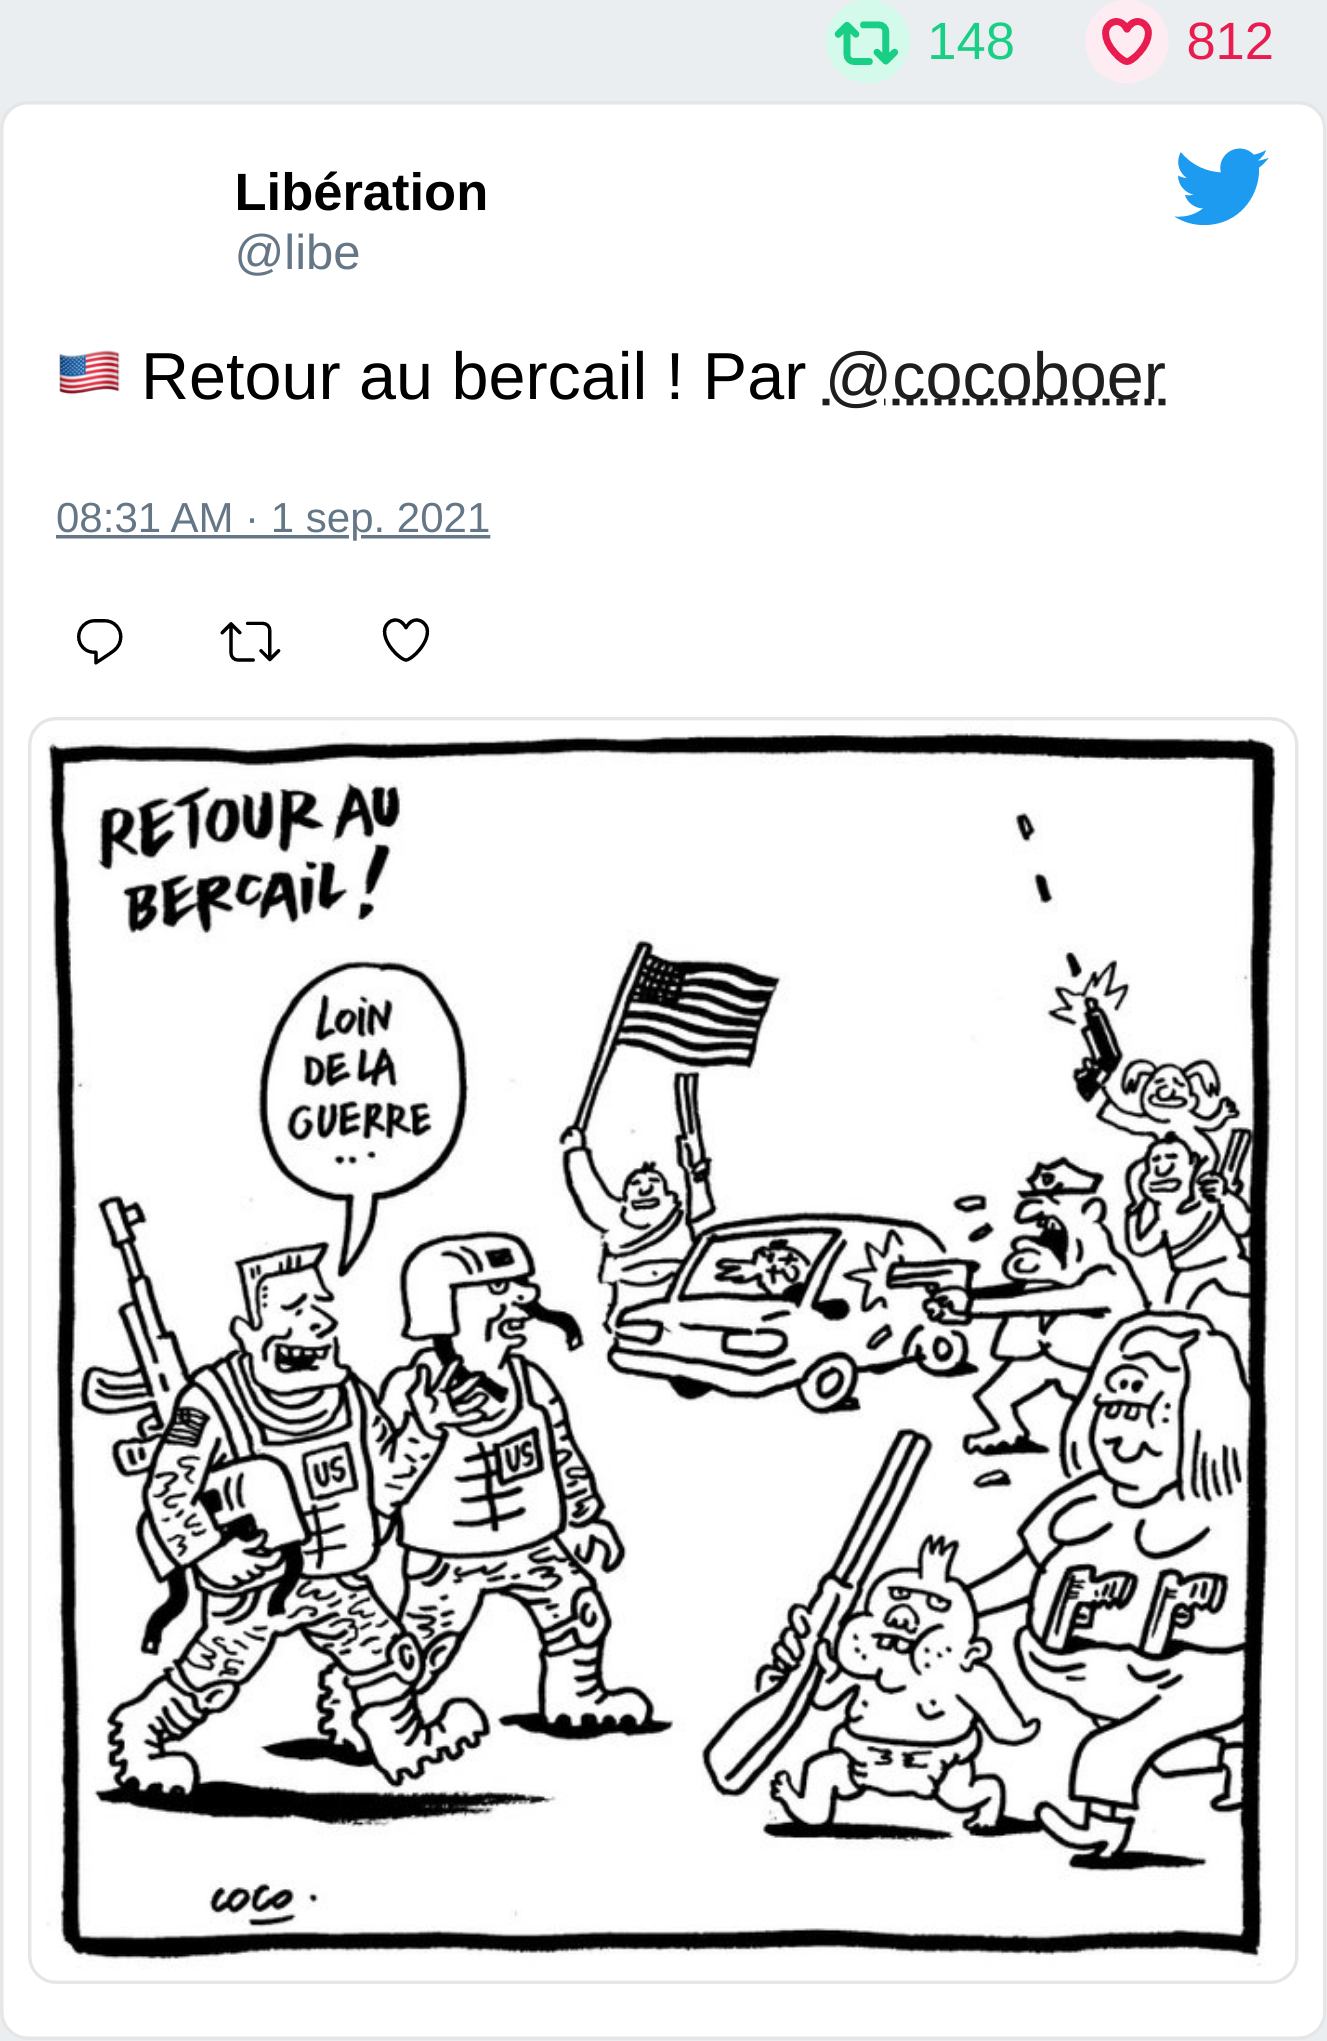 148 812
Libération
@libe
🇺🇸 Retour au bercail ! Par @cocoboer
08:31 AM · 1 sep. 2021
RETOUR AU
BERCAIL !
LOIN
DE LA
GUERRE
...
US
US
COCO.